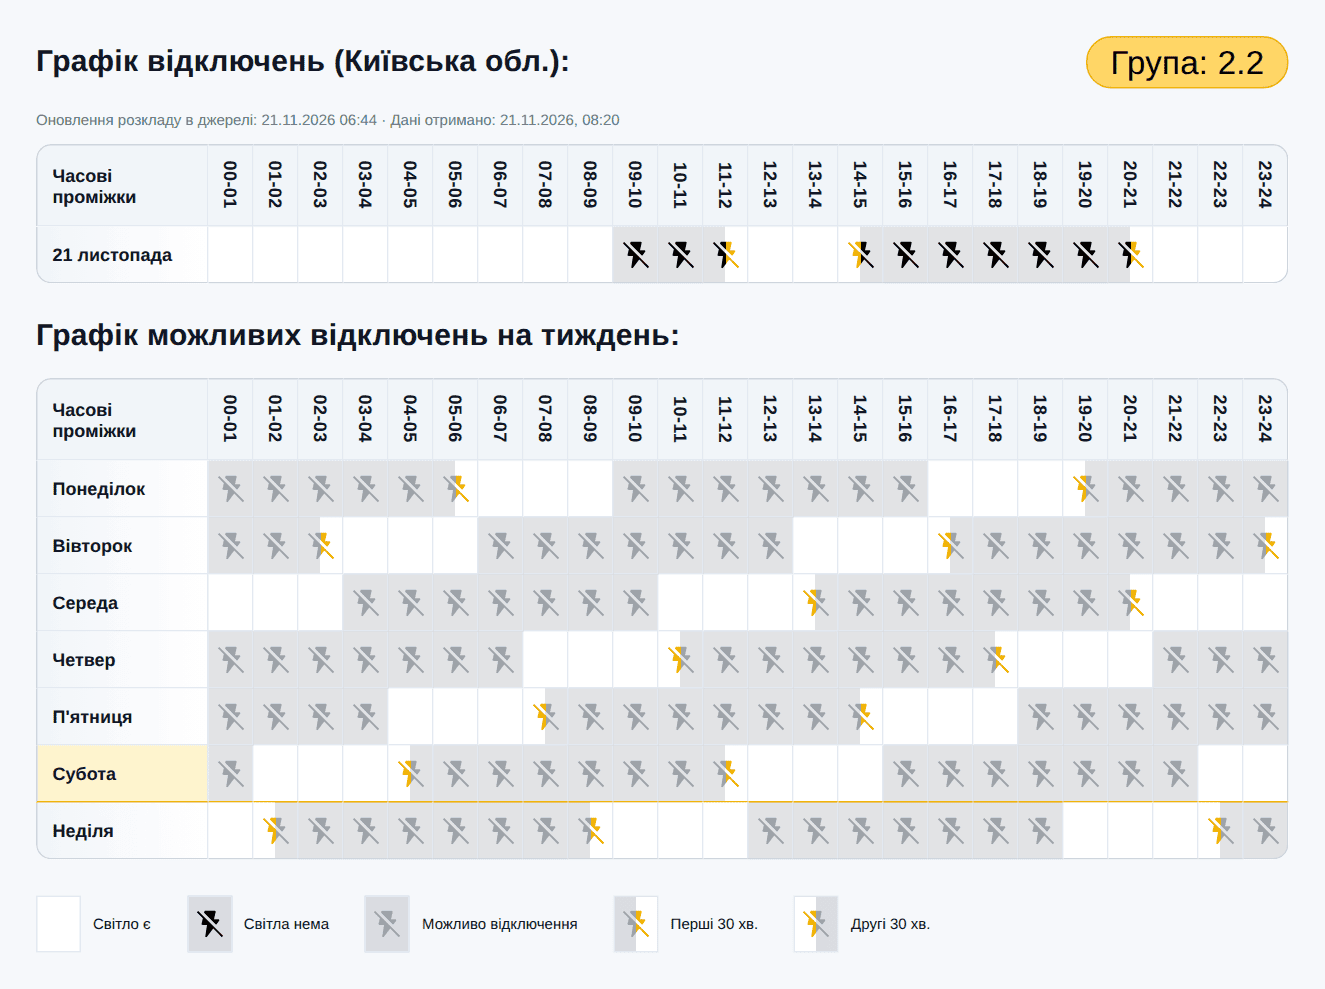 Графік відключень (Київська обл.):
Група: 2.2
Оновлення розкладу в джерелі: 21.11.2026 06:44 · Дані отримано: 21.11.2026, 08:20
Часові проміжки 00-01 01-02 02-03 03-04 04-05 05-06 06-07 07-08 08-09 09-10 10-11 11-12 12-13 13-14 14-15 15-16 16-17 17-18 18-19 19-20 20-21 21-22 22-23 23-24
21 листопада
Графік можливих відключень на тиждень:
Часові проміжки 00-01 01-02 02-03 03-04 04-05 05-06 06-07 07-08 08-09 09-10 10-11 11-12 12-13 13-14 14-15 15-16 16-17 17-18 18-19 19-20 20-21 21-22 22-23 23-24
Понеділок
Вівторок
Середа
Четвер
П'ятниця
Субота
Неділя
Світло є Світла нема Можливо відключення Перші 30 хв. Другі 30 хв.